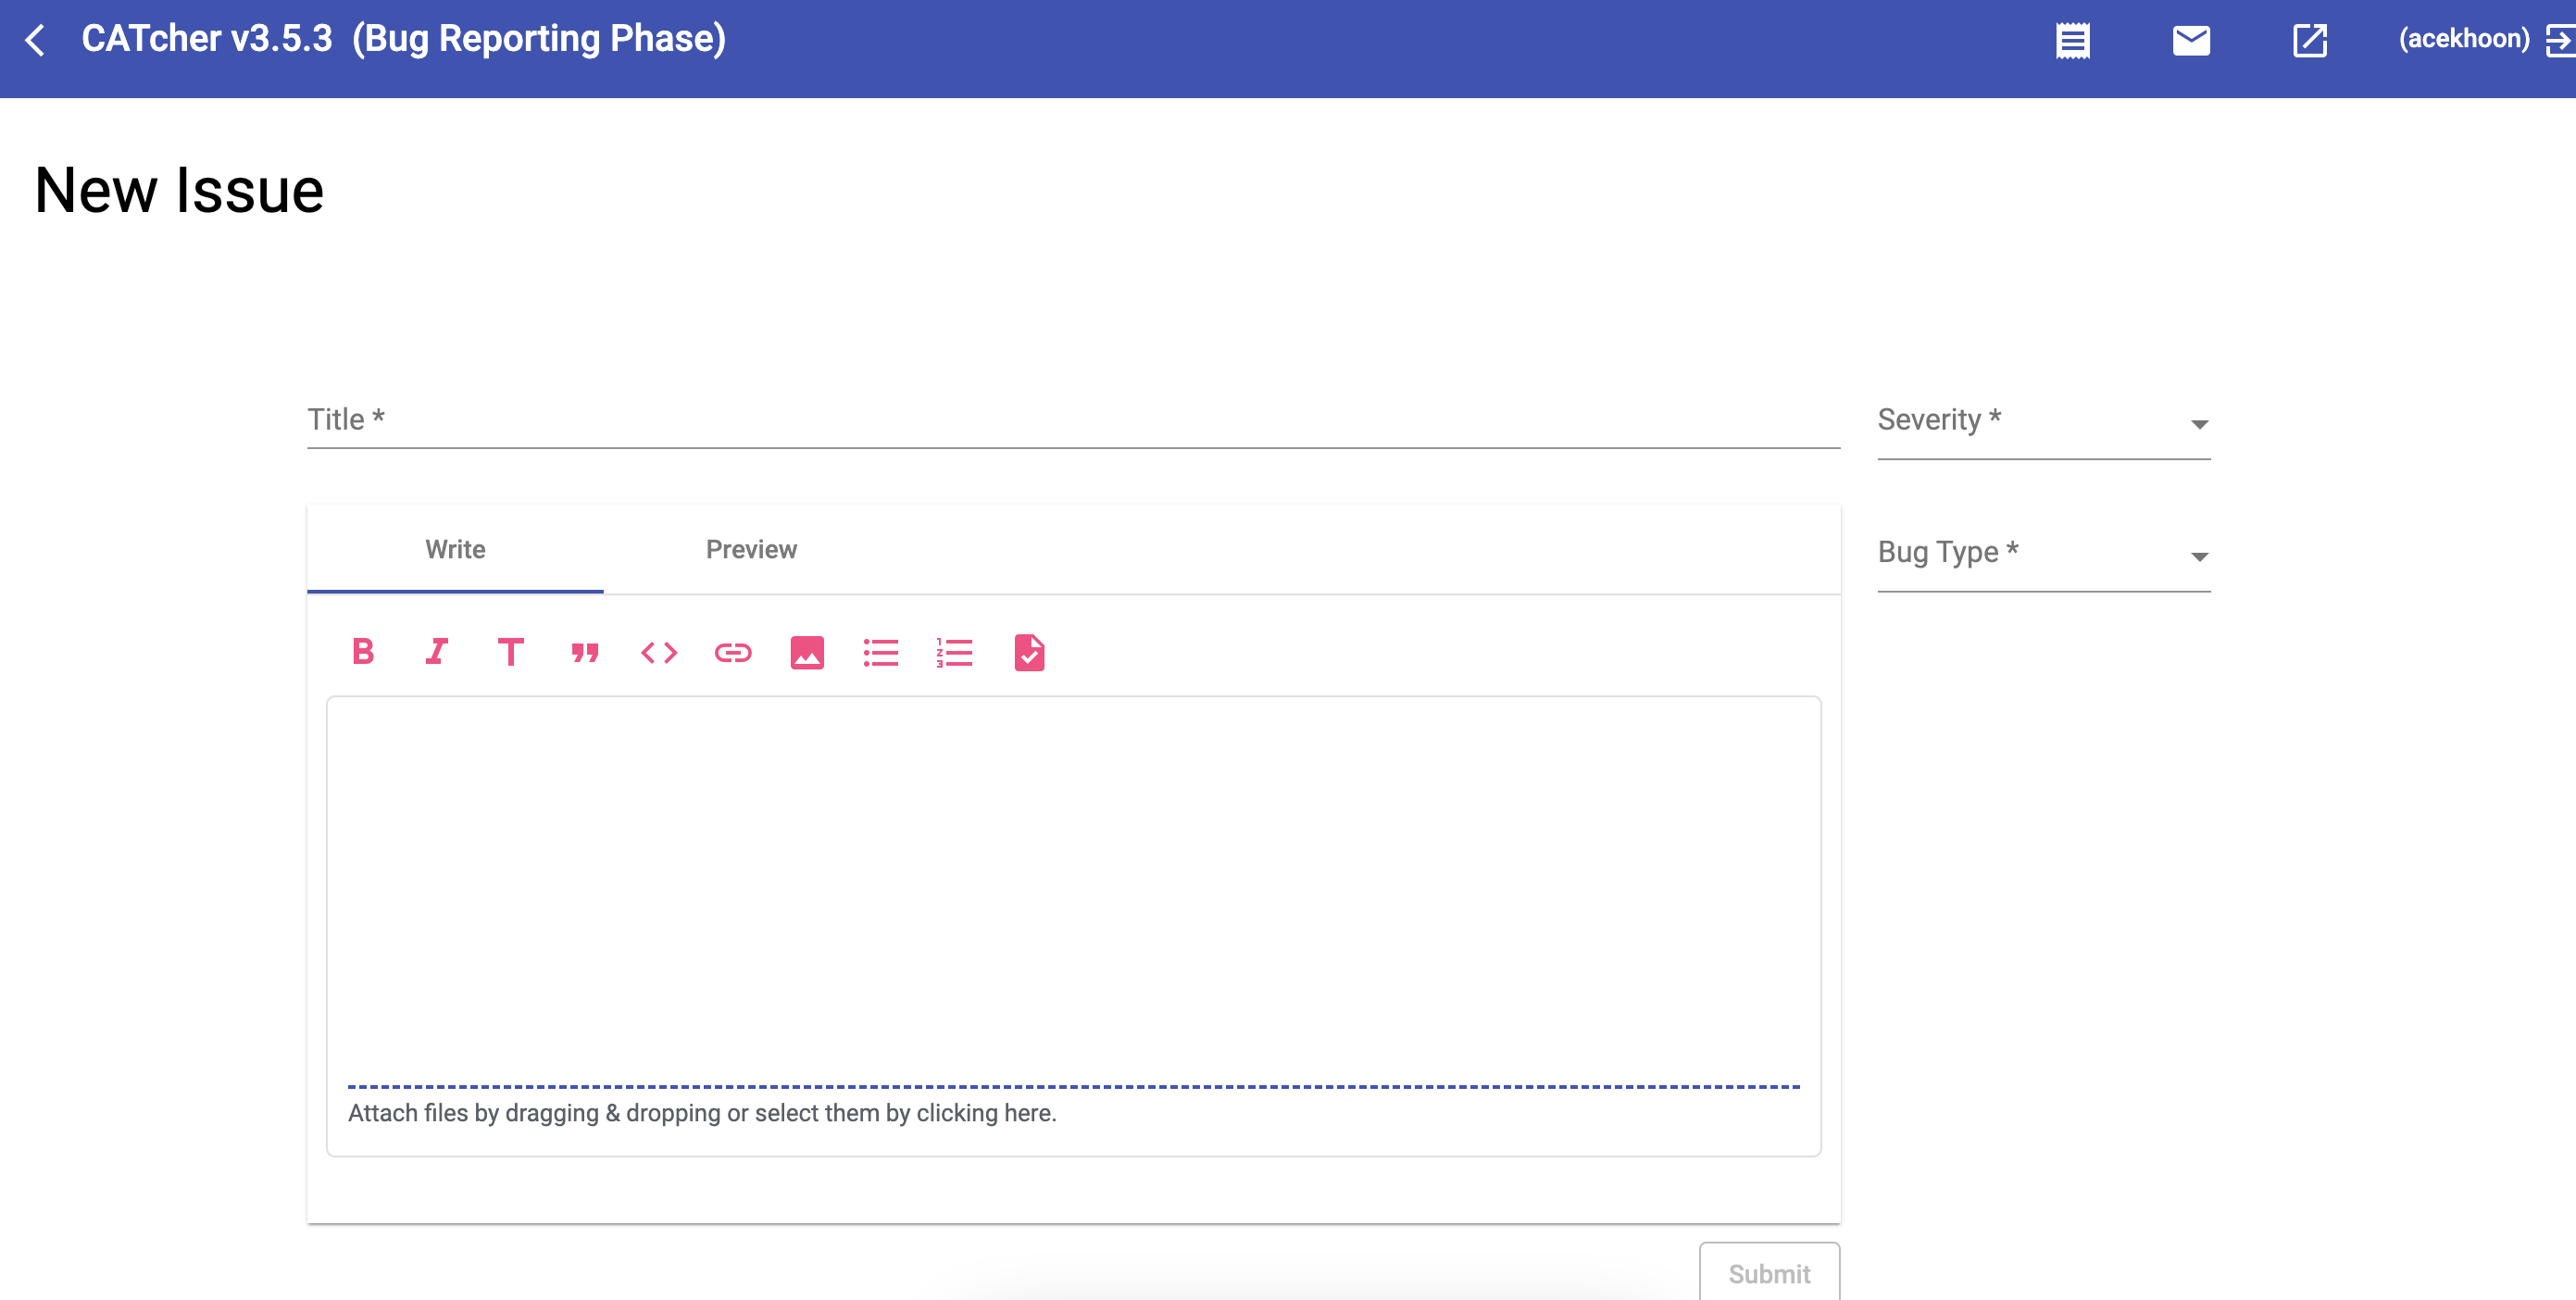 CATcher v3.5.3 (Bug Reporting Phase)
(acekhoon)
New Issue
Title *
Severity *
Write
Preview
Bug Type *
Attach files by dragging & dropping or select them by clicking here.
Submit